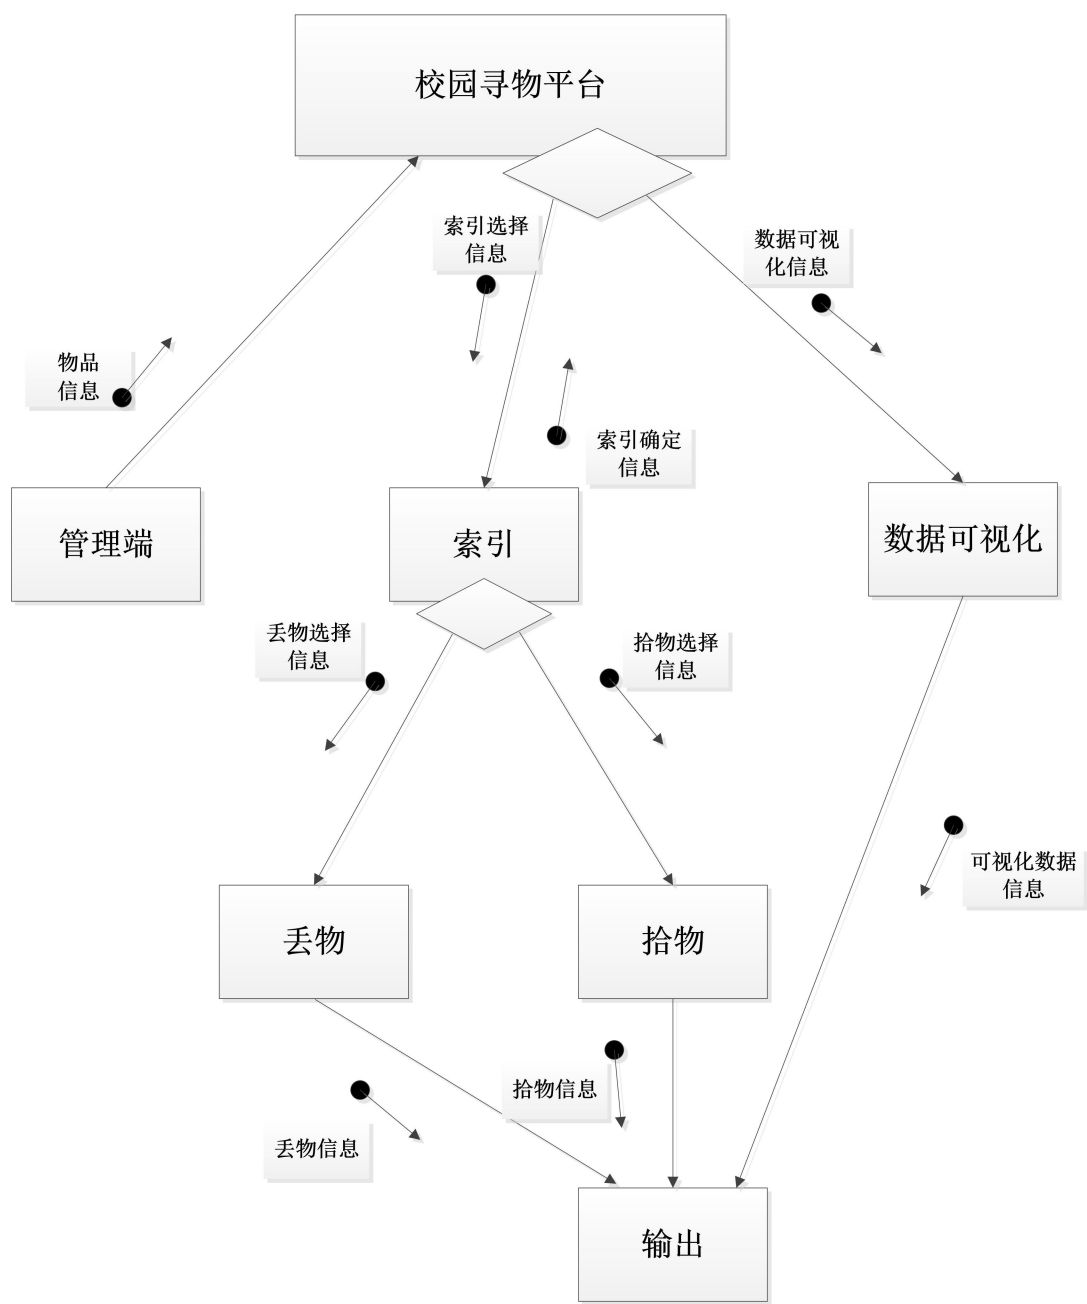 校园寻物平台
索引选择
信息
数据可视
化信息
物品
信息
索引确定
信息
管理端
索引
数据可视化
丢物选择
信息
拾物选择
信息
可视化数据
信息
丢物
拾物
拾物信息
丢物信息
输出